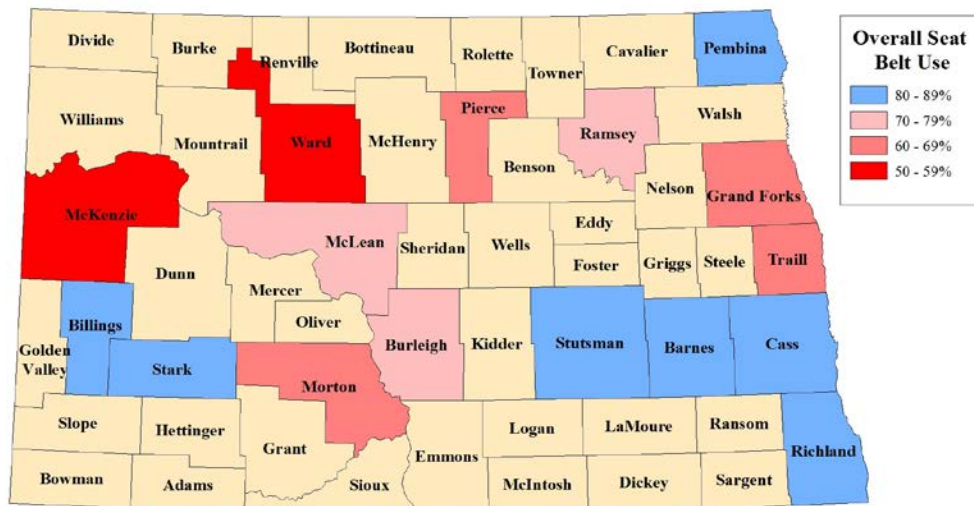 Divide
Burke
Renville
Bottineau
Rolette
Towner
Cavalier
Pembina
Williams
Mountrail
Ward
McHenry
Pierce
Benson
Ramsey
Walsh
Nelson
Grand Forks
McKenzie
Dunn
McLean
Sheridan
Wells
Eddy
Foster
Griggs
Steele
Traill
Mercer
Oliver
Golden
Valley
Billings
Stark
Morton
Burleigh
Kidder
Stutsman
Barnes
Cass
Slope
Hettinger
Grant
Emmons
Logan
LaMoure
Ransom
Richland
Bowman
Adams
Sioux
McIntosh
Dickey
Sargent
Overall Seat
Belt Use
80 - 89%
70 - 79%
60 - 69%
50 - 59%